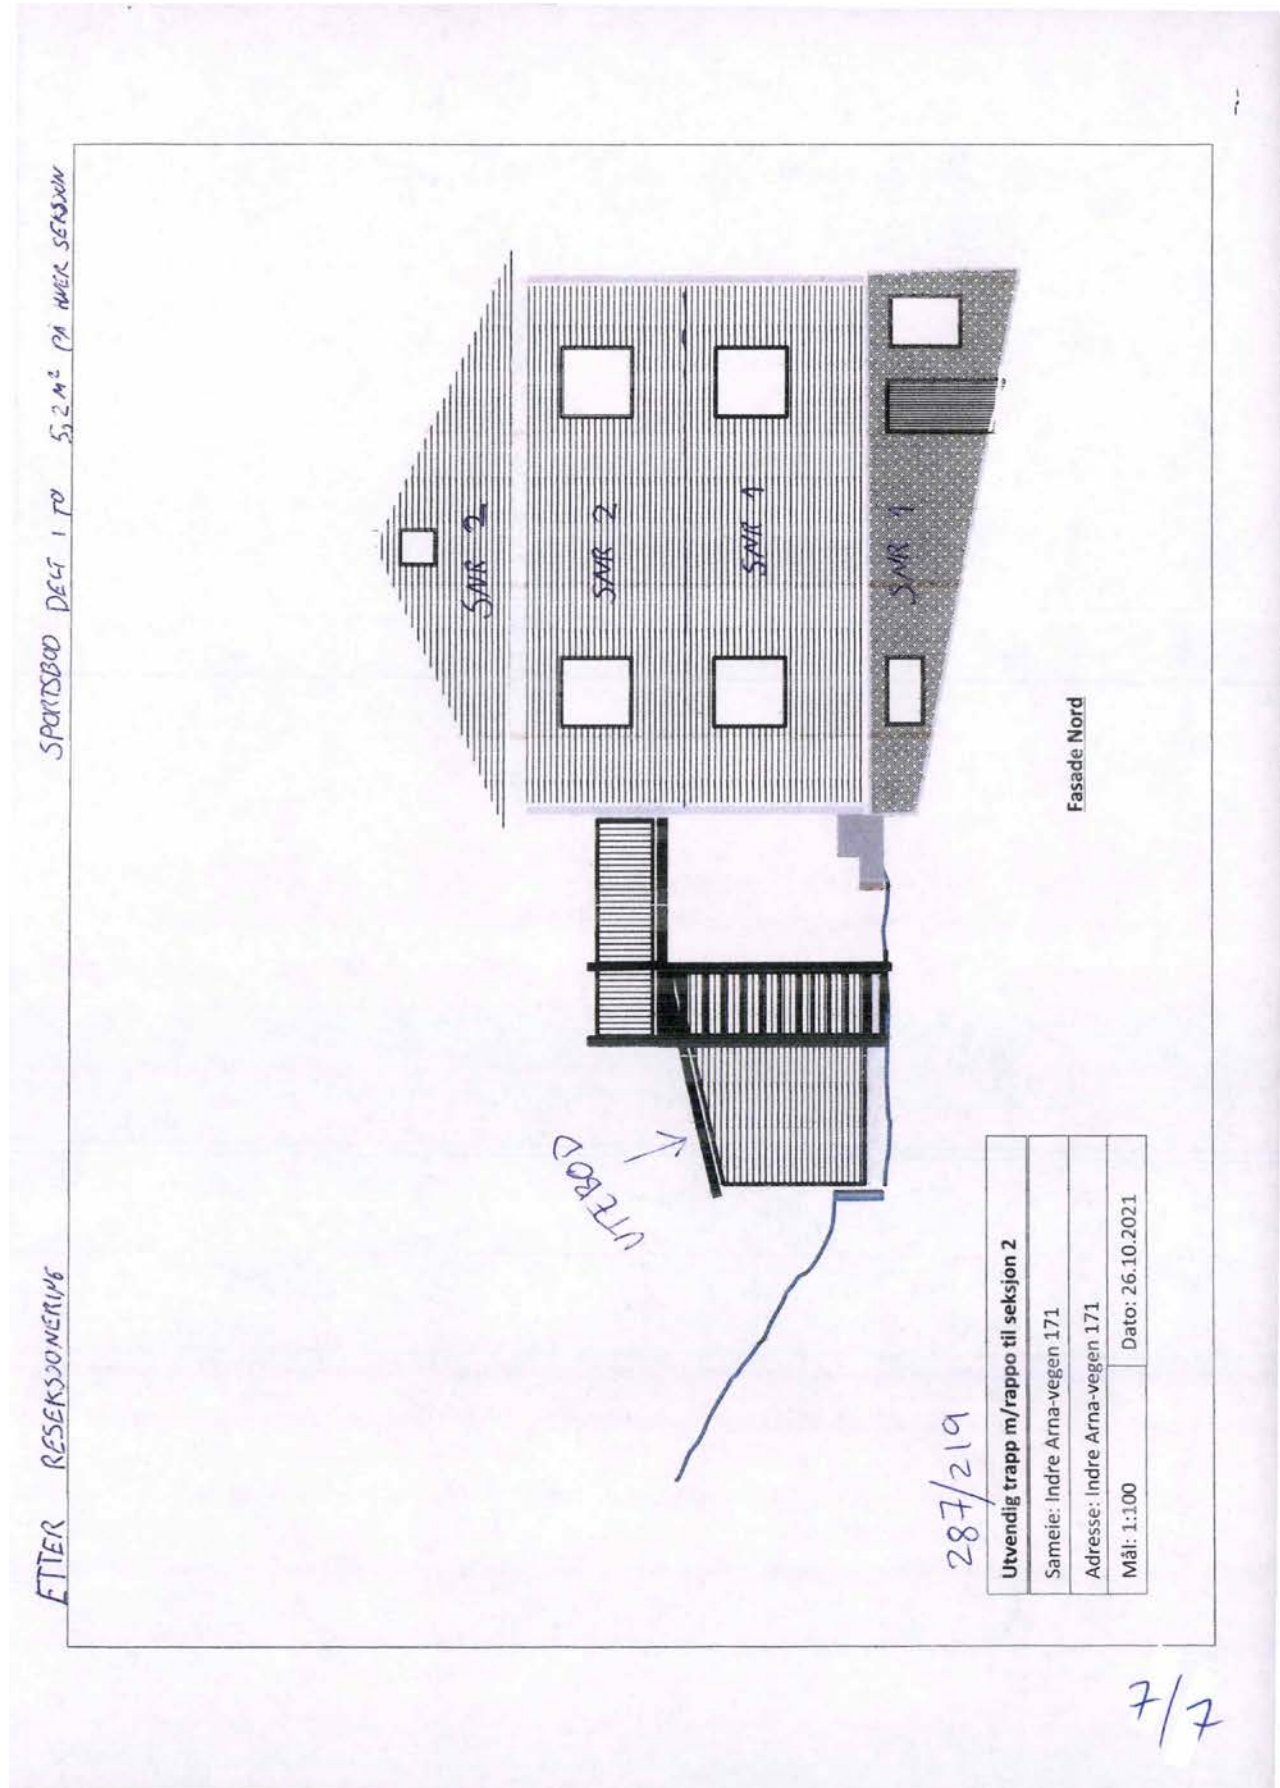 ETTER RESEKSJONERING
SPORTSBOD DELT I TO 5,2 M² PÅ HVER SEKSJON
SNR 2
SNR 2
SNR 1
SNR 1
UTEBOD
Fasade Nord
287/219
Utvendig trapp m/rappo til seksjon 2
Sameie: Indre Arna-vegen 171
Adresse: Indre Arna-vegen 171
Mål: 1:100 Dato: 26.10.2021
7/7